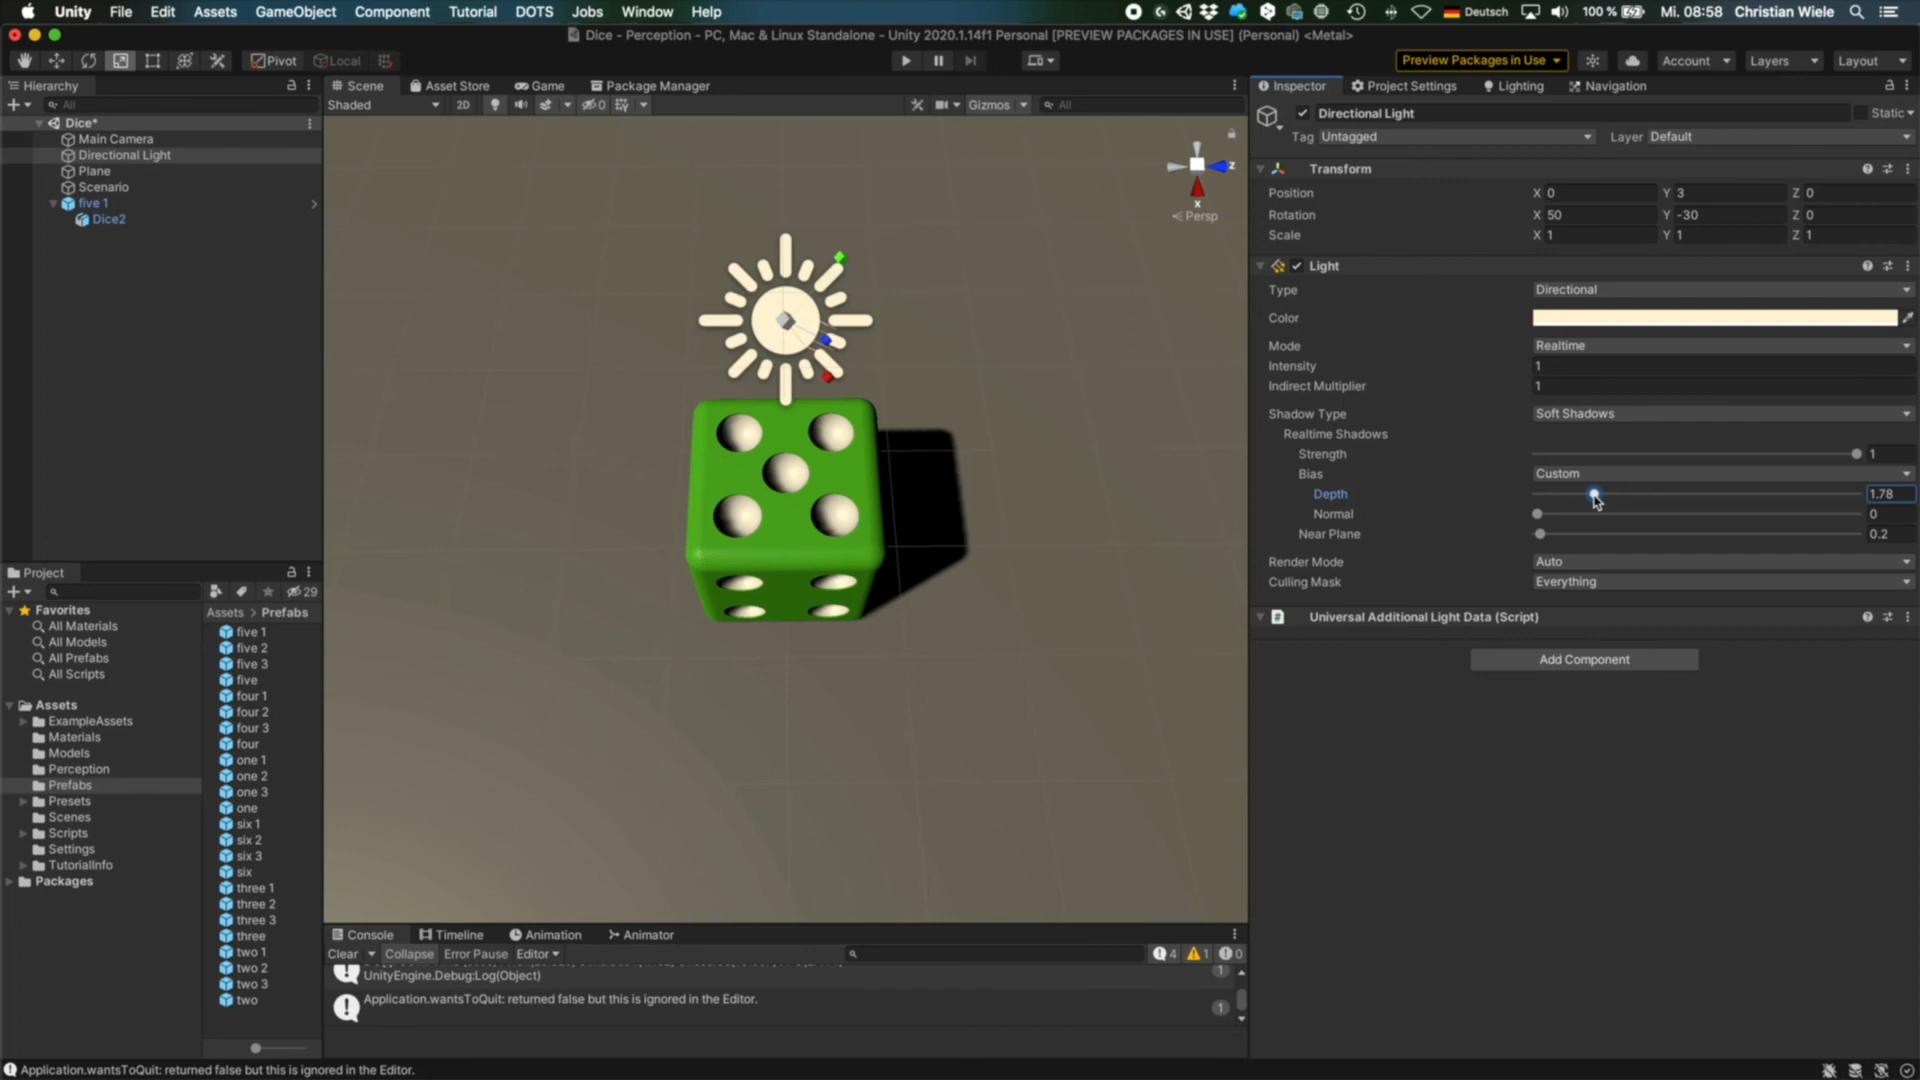 Unity File Edit Assets GameObject Component Tutorial DOTS Jobs Window Help
Deutsch 100 % Mi. 08:58 Christian Wiele
Dice - Perception - PC, Mac & Linux Standalone - Unity 2020.1.14f1 Personal [PREVIEW PACKAGES IN USE] (Personal) <Metal>
Pivot Local
Preview Packages in Use Account Layers Layout
Hierarchy
All
Dice*
Main Camera
Directional Light
Plane
Scenario
five 1
Dice2
Scene Asset Store Game Package Manager
Shaded 2D 0 Gizmos All
z
x
Persp
Inspector Project Settings Lighting Navigation
Directional Light Static
Tag Untagged Layer Default
Transform
Position X 0 Y 3 Z 0
Rotation X 50 Y -30 Z 0
Scale X 1 Y 1 Z 1
Light
Type Directional
Color
Mode Realtime
Intensity 1
Indirect Multiplier 1
Shadow Type Soft Shadows
Realtime Shadows
Strength 1
Bias Custom
Depth 1.78
Normal 0
Near Plane 0.2
Render Mode Auto
Culling Mask Everything
Universal Additional Light Data (Script)
Add Component
Project
29
Favorites
All Materials
All Models
All Prefabs
All Scripts
Assets
ExampleAssets
Materials
Models
Perception
Prefabs
Presets
Scenes
Scripts
Settings
TutorialInfo
Packages
Assets > Prefabs
five 1
five 2
five 3
five
four 1
four 2
four 3
four
one 1
one 2
one 3
one
six 1
six 2
six 3
six
three 1
three 2
three 3
three
two 1
two 2
two 3
two
Console Timeline Animation Animator
Clear Collapse Error Pause Editor 4 1 0
UnityEngine.Debug:Log(Object) 1
Application.wantsToQuit: returned false but this is ignored in the Editor. 1
Application.wantsToQuit: returned false but this is ignored in the Editor.